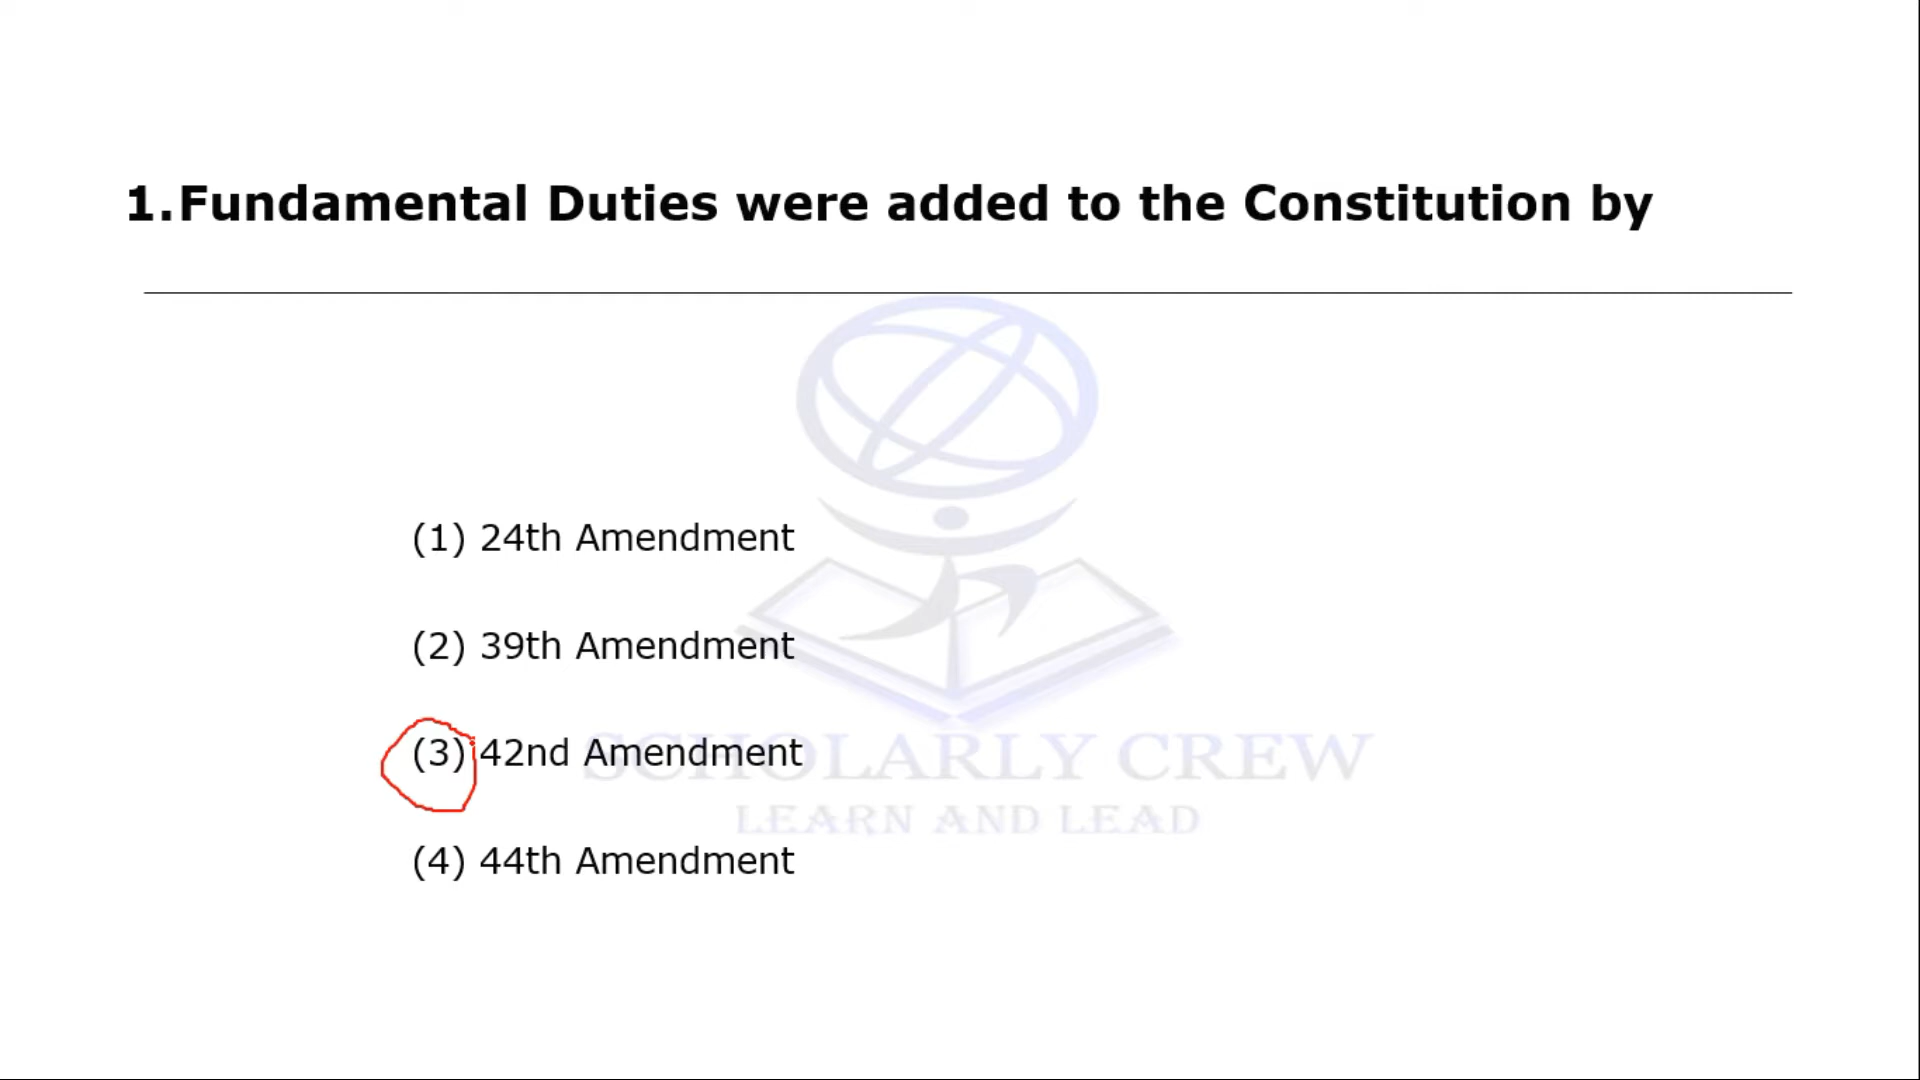 1.Fundamental Duties were added to the Constitution by
(1) 24th Amendment
(2) 39th Amendment
(3) 42nd Amendment
SCHOLARLY CREW
LEARN AND LEAD
(4) 44th Amendment